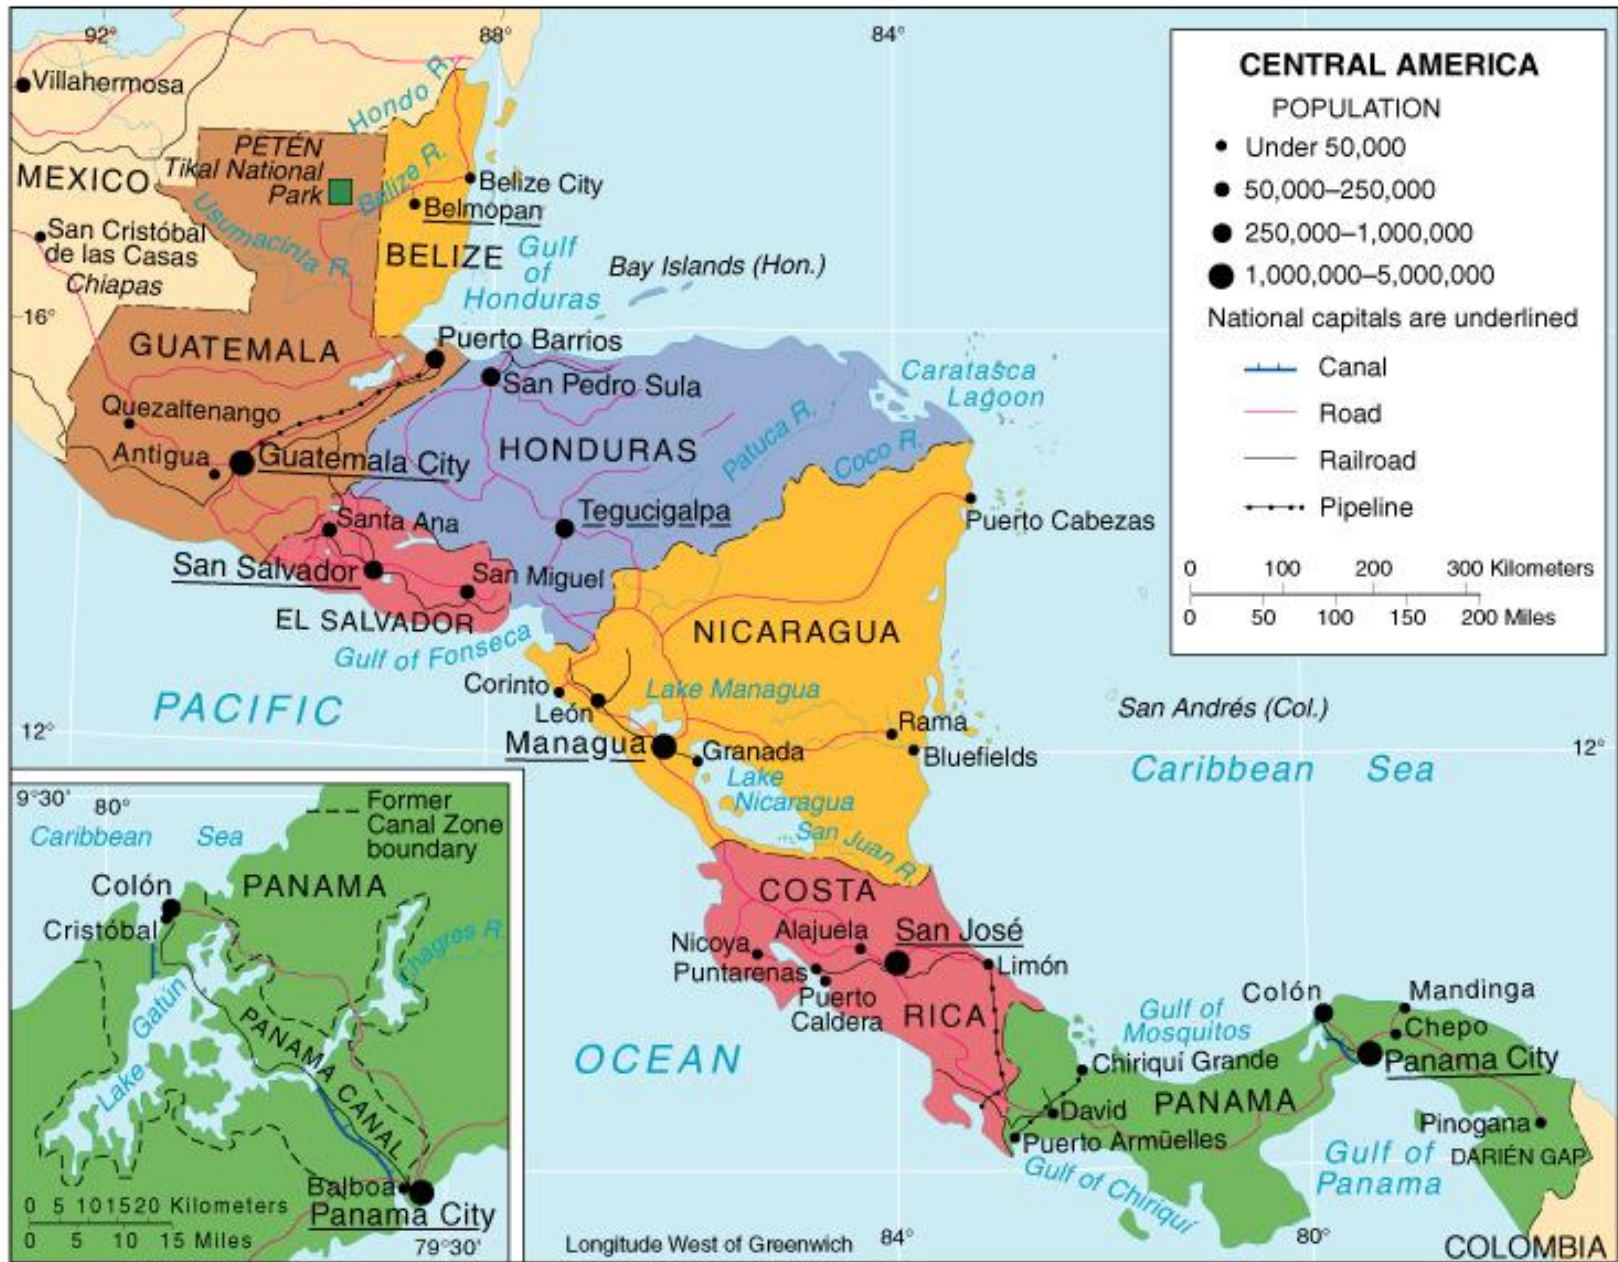 92°
88°
84°
Villahermosa
Hondo R.
PETÉN
Tikal National
Park
MEXICO
Belize R.
Belize City
Belmopan
Usumacinta R.
San Cristóbal
de las Casas
Chiapas
BELIZE
Gulf
of
Honduras
Bay Islands (Hon.)
16°
GUATEMALA
Puerto Barrios
San Pedro Sula
Caratasca
Lagoon
Quezaltenango
HONDURAS
Patuca R.
Coco R.
Antigua
Guatemala City
Tegucigalpa
Puerto Cabezas
Santa Ana
San Salvador
San Miguel
EL SALVADOR
Gulf of Fonseca
NICARAGUA
PACIFIC
Corinto
León
Lake Managua
San Andrés (Col.)
12°
Managua
Granada
Rama
Bluefields
12°
Caribbean Sea
Lake
Nicaragua
San Juan R.
COSTA
Nicoya
Alajuela
San José
Puntarenas
Limón
Puerto
Caldera
RICA
OCEAN
Colón
Mandinga
Gulf of
Mosquitos
Chepo
Chiriquí Grande
Panama City
David
PANAMA
Pinogana
Puerto Armüelles
Gulf of
Panama
DARIÉN GAP
Gulf of Chiriquí
Longitude West of Greenwich
84°
80°
COLOMBIA
CENTRAL AMERICA
POPULATION
Under 50,000
50,000–250,000
250,000–1,000,000
1,000,000–5,000,000
National capitals are underlined
Canal
Road
Railroad
Pipeline
0 100 200 300 Kilometers
0 50 100 150 200 Miles
9°30' 80°
Former
Canal Zone
boundary
Caribbean Sea
Colón
PANAMA
Cristóbal
Chagres R.
Lake Gatún
PANAMA CANAL
Balboa
0 5 10 15 20 Kilometers
Panama City
0 5 10 15 Miles
79°30'